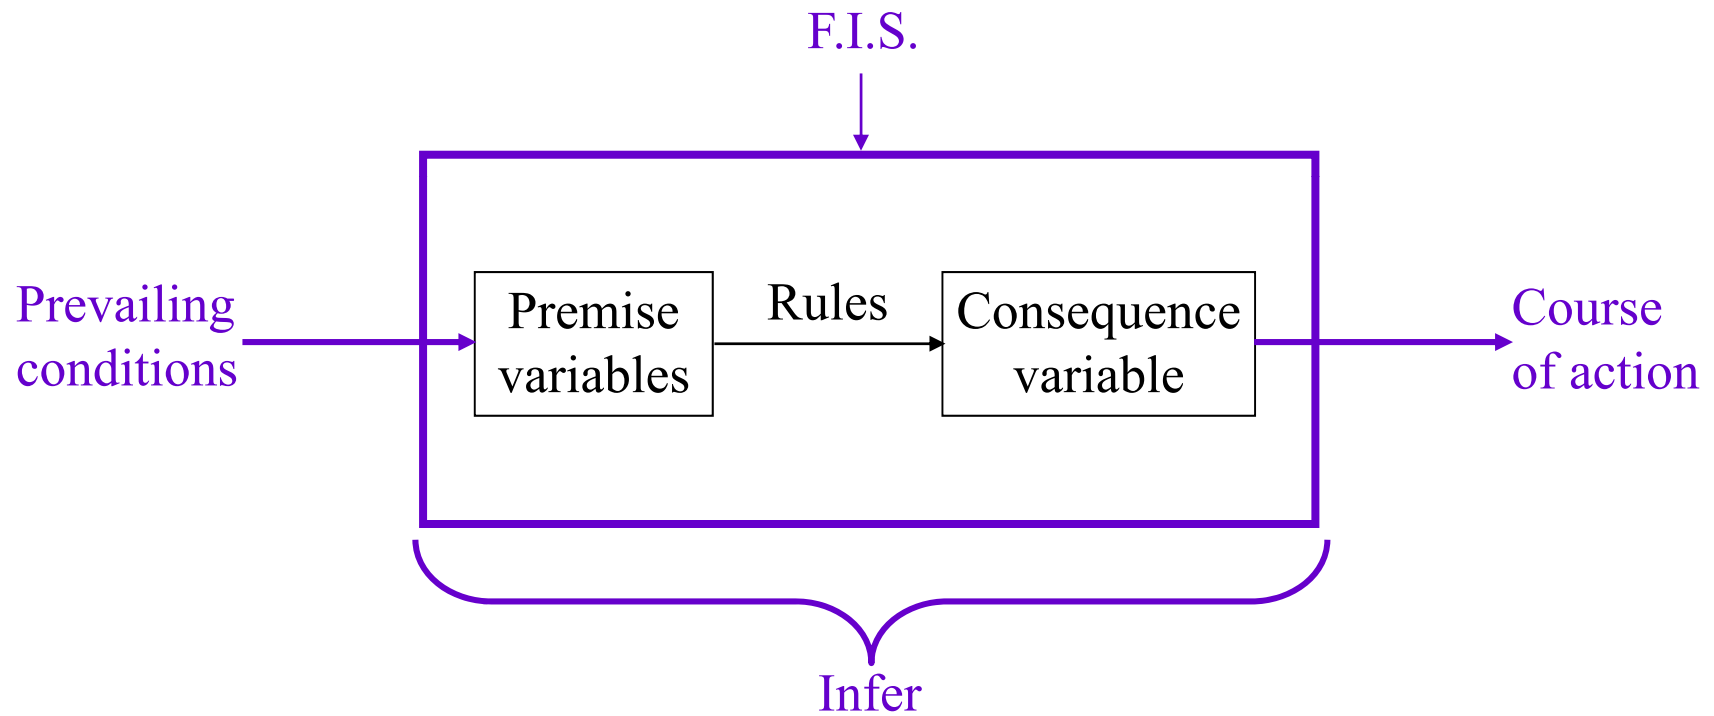 F.I.S.
Prevailing
conditions
Premise
variables
Rules
Consequence
variable
Course
of action
Infer